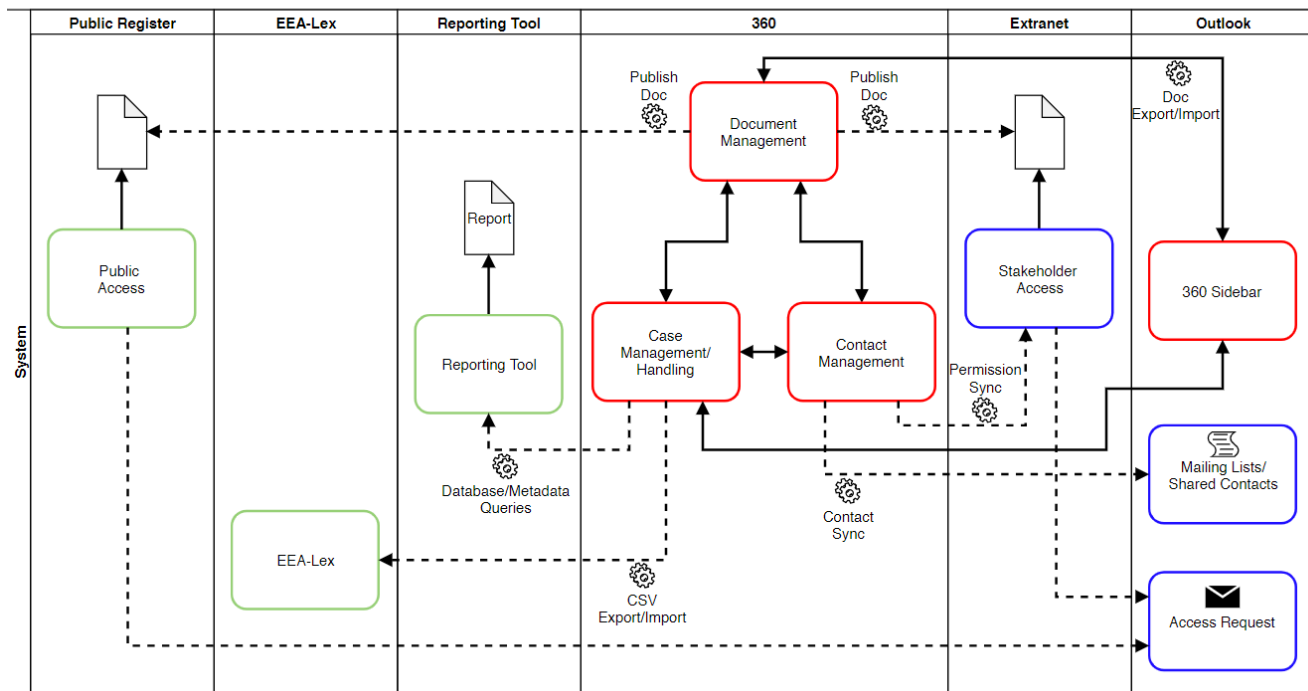 Public Register
EEA-Lex
Reporting Tool
360
Extranet
Outlook
System
Publish
Doc
Publish
Doc
Doc
Export/Import
Document
Management
Report
Public
Access
Stakeholder
Access
360 Sidebar
Reporting Tool
Case
Management/
Handling
Contact
Management
Permission
Sync
Mailing Lists/
Shared Contacts
Database/Metadata
Queries
Contact
Sync
EEA-Lex
CSV
Export/Import
Access Request